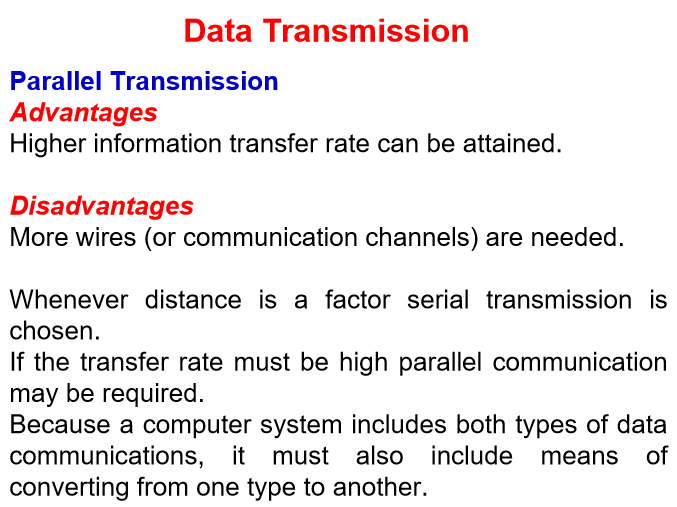 Data Transmission
Parallel Transmission
Advantages
Higher information transfer rate can be attained.
Disadvantages
More wires (or communication channels) are needed.
Whenever distance is a factor serial transmission is
chosen.
If the transfer rate must be high parallel communication
may be required.
Because a computer system includes both types of data
communications, it must also include means of
converting from one type to another.